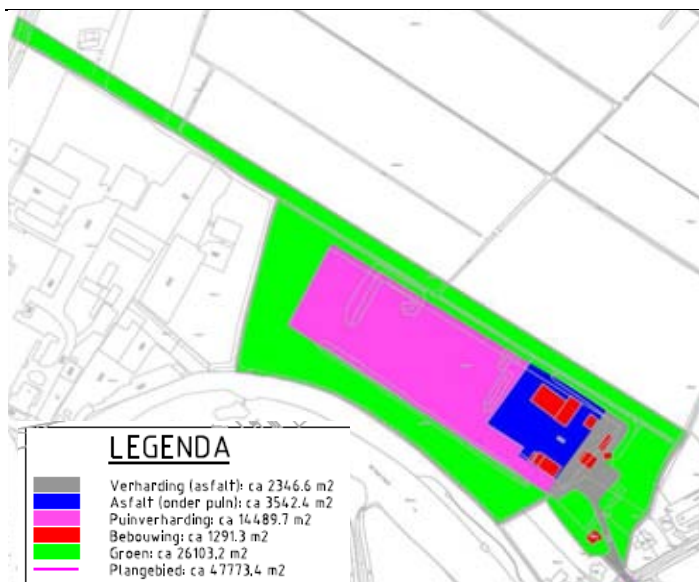 LEGENDA
Verharding (asfalt): ca 2346.6 m2
Asfalt (onder puin): ca 3542.4 m2
Puinverharding: ca 14489.7 m2
Bebouwing: ca 1291.3 m2
Groen: ca 26103,2 m2
Plangebied: ca 47773,4 m2